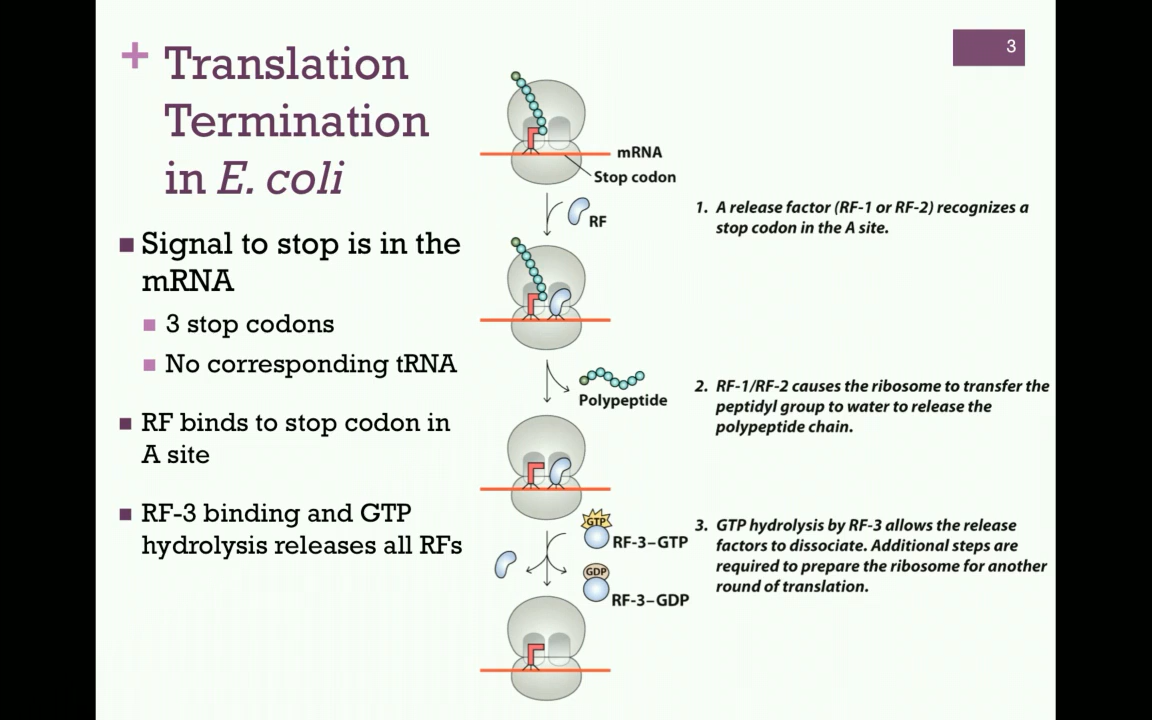 3
+ Translation
Termination
in E. coli
■ Signal to stop is in the
mRNA
■ 3 stop codons
■ No corresponding tRNA
■ RF binds to stop codon in
A site
■ RF-3 binding and GTP
hydrolysis releases all RFs
mRNA
Stop codon
RF
1. A release factor (RF-1 or RF-2) recognizes a
stop codon in the A site.
Polypeptide
2. RF-1/RF-2 causes the ribosome to transfer the
peptidyl group to water to release the
polypeptide chain.
GTP
RF-3–GTP
GDP
RF-3–GDP
3. GTP hydrolysis by RF-3 allows the release
factors to dissociate. Additional steps are
required to prepare the ribosome for another
round of translation.